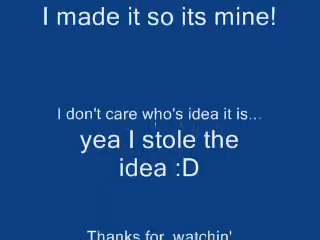 I made it so its mine!
I don't care who's idea it is...
yea I stole the
idea :D
Thanks for watchin'